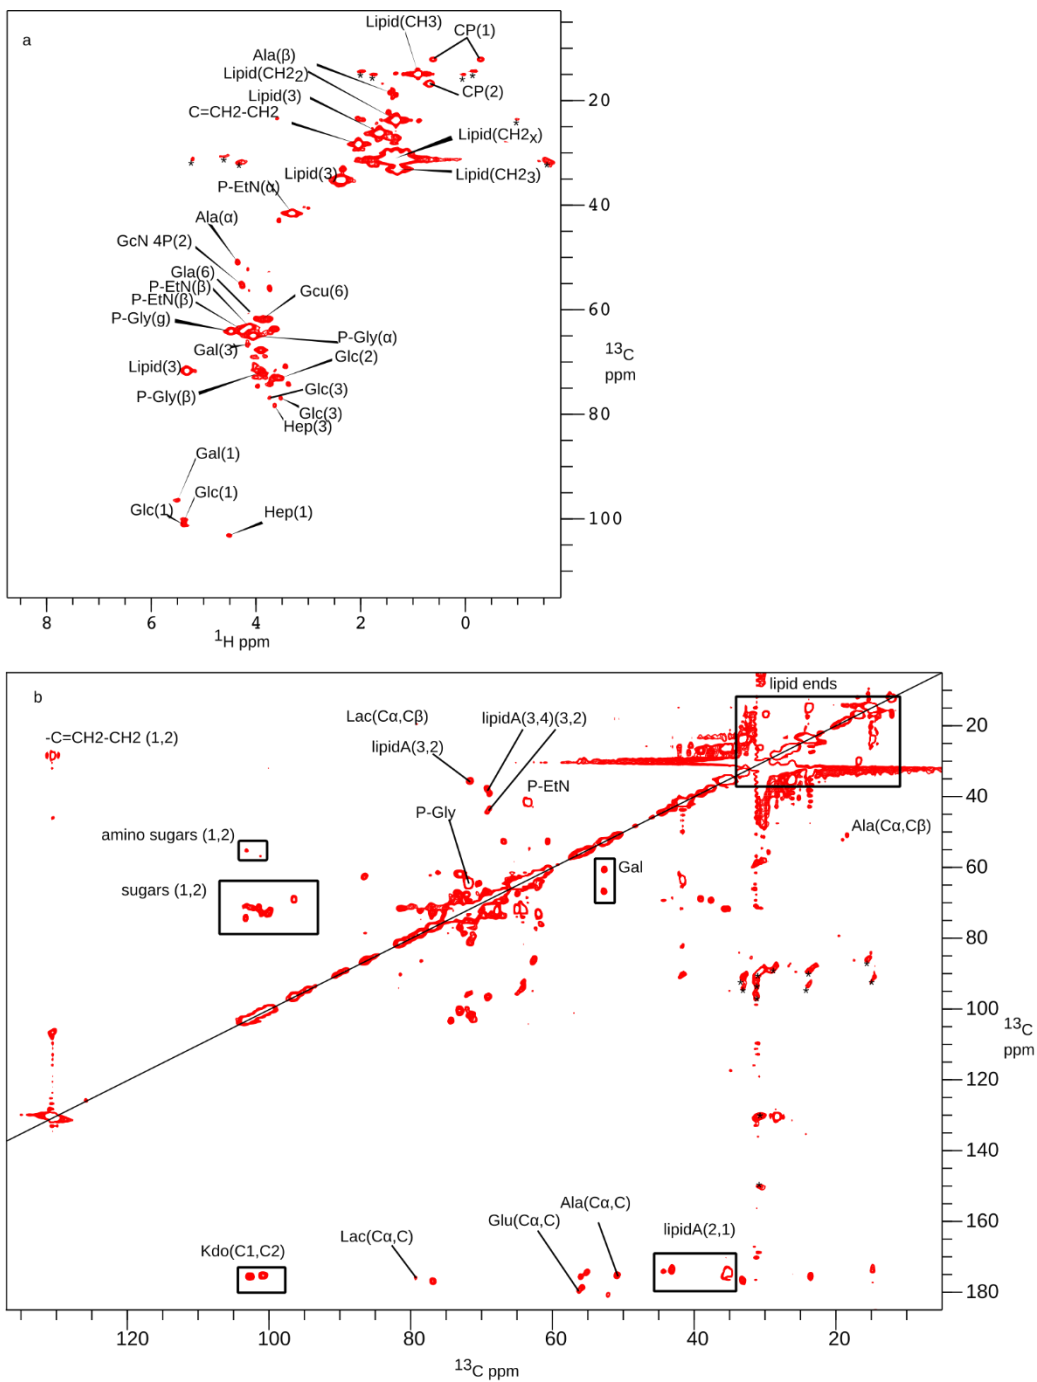 a
Lipid(CH3)
CP(1)
Ala(β)
Lipid(CH2₂)
Lipid(3)
C=CH2-CH2
CP(2)
Lipid(CH2ₓ)
Lipid(CH2₃)
Lipid(3)
P-EtN(α)
Ala(α)
GcN 4P(2)
Gla(6)
P-EtN(β)
P-EtN(β)
P-Gly(g)
Gcu(6)
P-Gly(α)
Gal(3)
Glc(2)
Lipid(3)
P-Gly(β)
Glc(3)
Glc(3)
Hep(3)
Gal(1)
Glc(1)
Glc(1)
Hep(1)
20
40
60
80
100
¹³C
ppm
8 6 4 2 0
¹H ppm
b
lipid ends
Lac(Cα,Cβ)
lipidA(3,4)(3,2)
-C=CH2-CH2 (1,2)
lipidA(3,2)
P-EtN
P-Gly
Ala(Cα,Cβ)
amino sugars (1,2)
Gal
sugars (1,2)
Ala(Cα,C)
Glu(Cα,C)
lipidA(2,1)
Kdo(C1,C2)
Lac(Cα,C)
20
40
60
80
100
¹³C
ppm
120
140
160
180
120 100 80 60 40 20
¹³C ppm